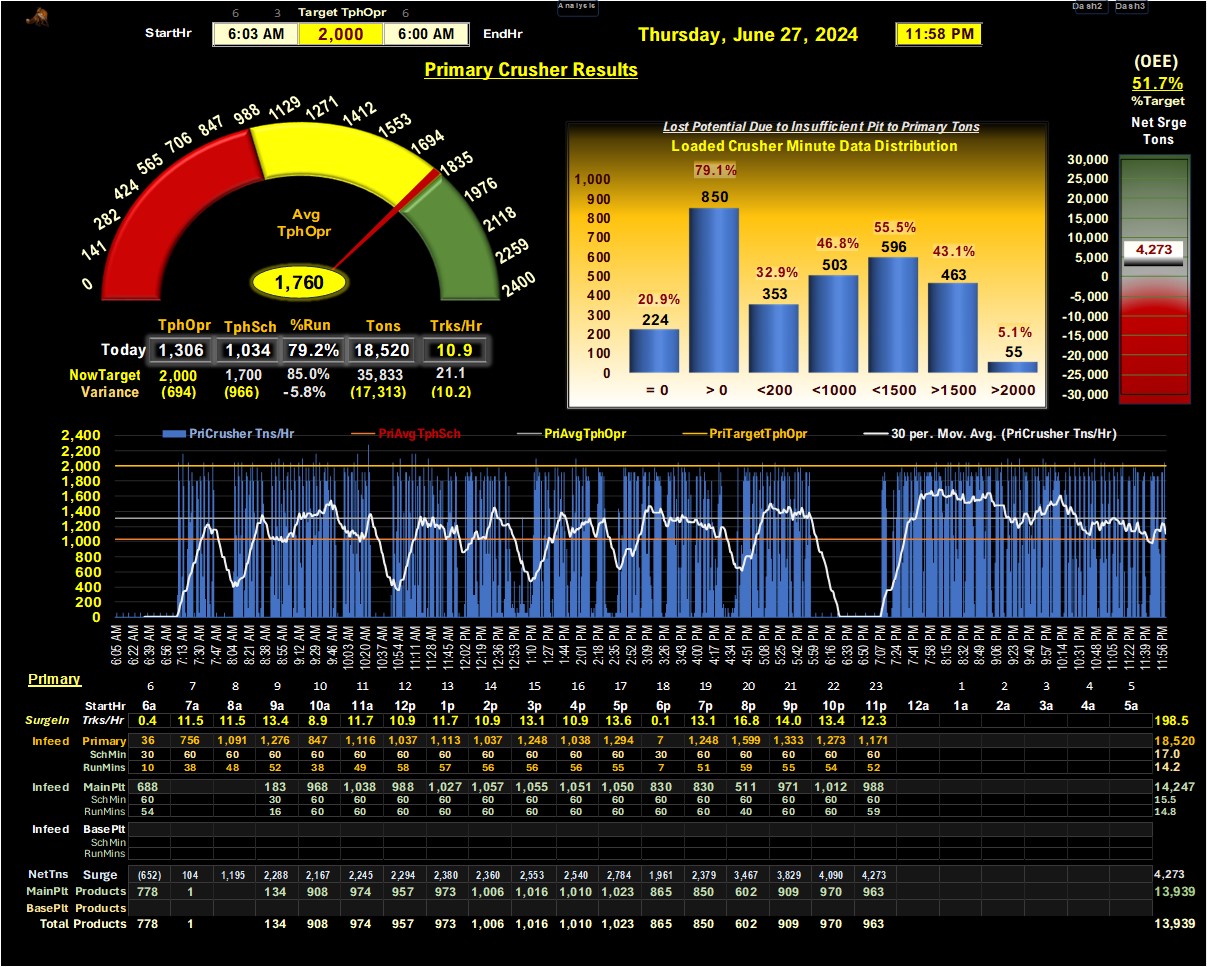 Analysis Dash2 Dash3
6 3 Target TphOpr 6
StartHr 6:03 AM 2,000 6:00 AM EndHr Thursday, June 27, 2024 11:58 PM
Primary Crusher Results
(OEE)
51.7%
%Target
Net Srge
Tons
0 141 282 424 565 706 847 988 1129 1271 1412 1553 1694 1835 1976 2118 2259 2400
Avg
TphOpr
1,760
TphOpr TphSch %Run Tons Trks/Hr
Today 1,306 1,034 79.2% 18,520 10.9
NowTarget 2,000 1,700 85.0% 35,833 21.1
Variance (694) (966) -5.8% (17,313) (10.2)
Lost Potential Due to Insufficient Pit to Primary Tons
Loaded Crusher Minute Data Distribution
1,000
900
800
700
600
500
400
300
200
100
0
20.9% 79.1% 32.9% 46.8% 55.5% 43.1% 5.1%
224 850 353 503 596 463 55
= 0 > 0 <200 <1000 <1500 >1500 >2000
30,000
25,000
20,000
15,000
10,000
5,000
0
-5,000
-10,000
-15,000
-20,000
-25,000
-30,000
4,273
PriCrusher Tns/Hr PriAvgTphSch PriAvgTphOpr PriTargetTphOpr 30 per. Mov. Avg. (PriCrusher Tns/Hr)
2,400
2,200
2,000
1,800
1,600
1,400
1,200
1,000
800
600
400
200
0
6:05 AM 6:22 AM 6:39 AM 6:56 AM 7:13 AM 7:30 AM 7:47 AM 8:04 AM 8:21 AM 8:38 AM 8:55 AM 9:12 AM 9:29 AM 9:46 AM 10:03 AM 10:20 AM 10:37 AM 10:54 AM 11:11 AM 11:28 AM 11:45 AM 12:02 PM 12:19 PM 12:36 PM 12:53 PM 1:10 PM 1:27 PM 1:44 PM 2:01 PM 2:18 PM 2:35 PM 2:52 PM 3:09 PM 3:26 PM 3:43 PM 4:00 PM 4:17 PM 4:34 PM 4:51 PM 5:08 PM 5:25 PM 5:42 PM 5:59 PM 6:16 PM 6:33 PM 6:50 PM 7:07 PM 7:24 PM 7:41 PM 7:58 PM 8:15 PM 8:32 PM 8:49 PM 9:06 PM 9:23 PM 9:40 PM 9:57 PM 10:14 PM 10:31 PM 10:48 PM 11:05 PM 11:22 PM 11:39 PM 11:56 PM
Primary
6 7 8 9 10 11 12 13 14 15 16 17 18 19 20 21 22 23 1 2 3 4 5
StartHr 6a 7a 8a 9a 10a 11a 12p 1p 2p 3p 4p 5p 6p 7p 8p 9p 10p 11p 12a 1a 2a 3a 4a 5a
SurgeIn Trks/Hr 0.4 11.5 11.5 13.4 8.9 11.7 10.9 11.7 10.9 13.1 10.9 13.6 0.1 13.1 16.8 14.0 13.4 12.3 198.5
Infeed Primary 36 756 1,091 1,276 847 1,116 1,037 1,113 1,037 1,248 1,038 1,294 7 1,248 1,599 1,333 1,273 1,171 18,520
SchMin 30 60 60 60 60 60 60 60 60 60 60 60 30 60 60 60 60 60 17.0
RunMins 10 38 48 52 38 49 58 57 56 56 56 55 7 51 59 55 54 52 14.2
Infeed MainPlt 688 183 968 1,038 988 1,027 1,057 1,055 1,051 1,050 830 830 511 971 1,012 988 14,247
SchMin 60 30 60 60 60 60 60 60 60 60 60 60 60 60 60 60 15.5
RunMins 54 16 60 60 60 60 60 60 60 60 60 60 40 60 60 59 14.8
Infeed BasePlt
SchMin
RunMins
NetTns Surge (652) 104 1,195 2,288 2,167 2,245 2,294 2,380 2,360 2,553 2,540 2,784 1,961 2,379 3,467 3,829 4,090 4,273 4,273
MainPlt Products 778 1 134 908 974 957 973 1,006 1,016 1,010 1,023 865 850 602 909 970 963 13,939
BasePlt Products
Total Products 778 1 134 908 974 957 973 1,006 1,016 1,010 1,023 865 850 602 909 970 963 13,939